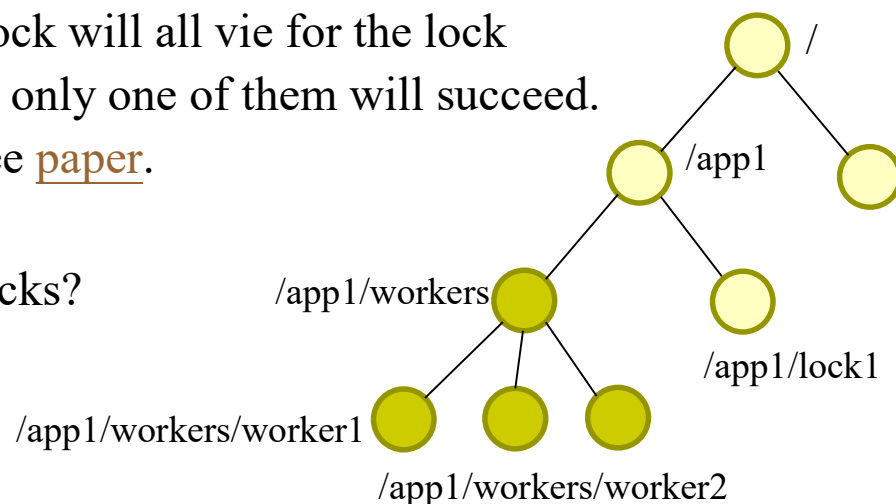 ock will all vie for the lock
only one of them will succeed.
ee paper.
cks?
/
/app1
/app1/workers
/app1/lock1
/app1/workers/worker1
/app1/workers/worker2